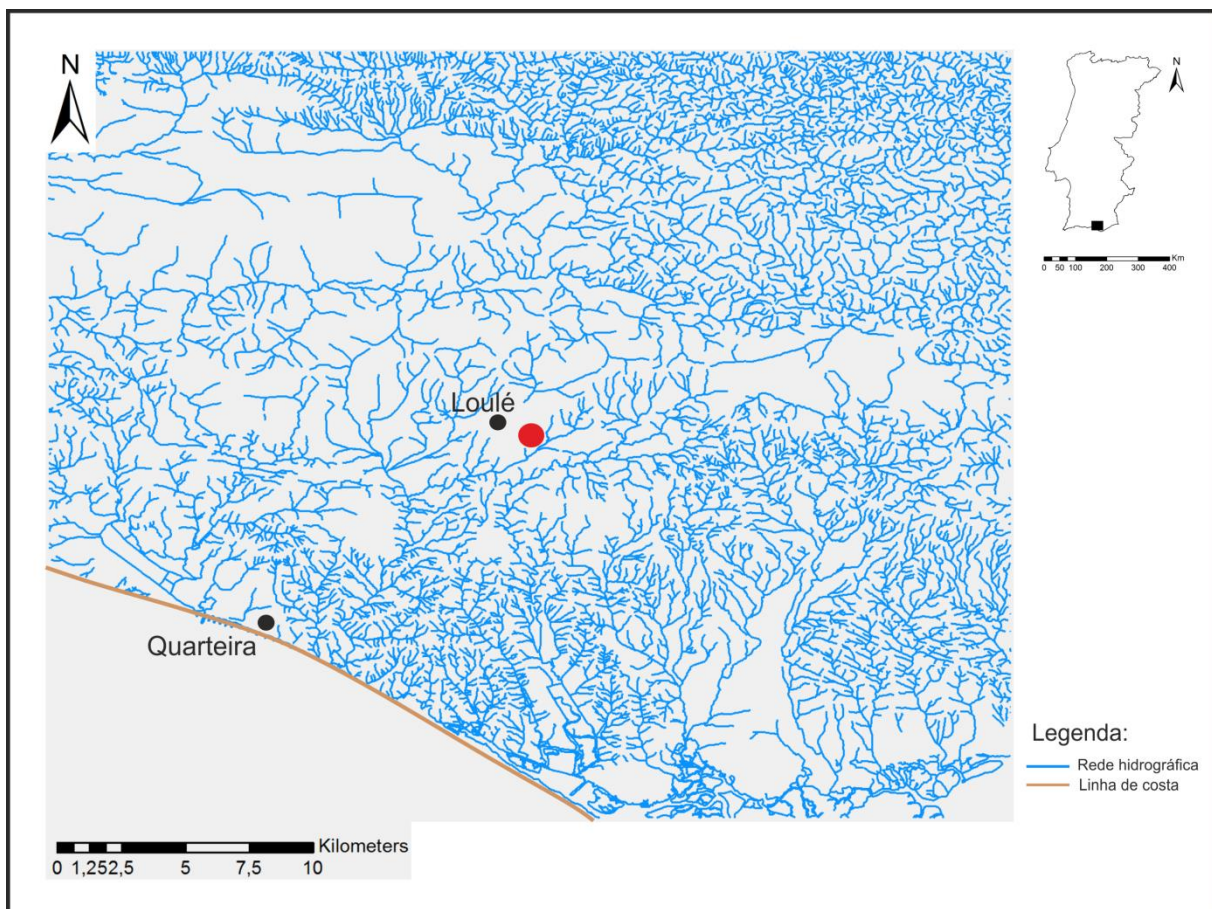 N
N
Km
0 50 100 200 300 400
Loulé
Quarteira
Legenda:
Rede hidrográfica
Linha de costa
Kilometers
0 1,252,5 5 7,5 10